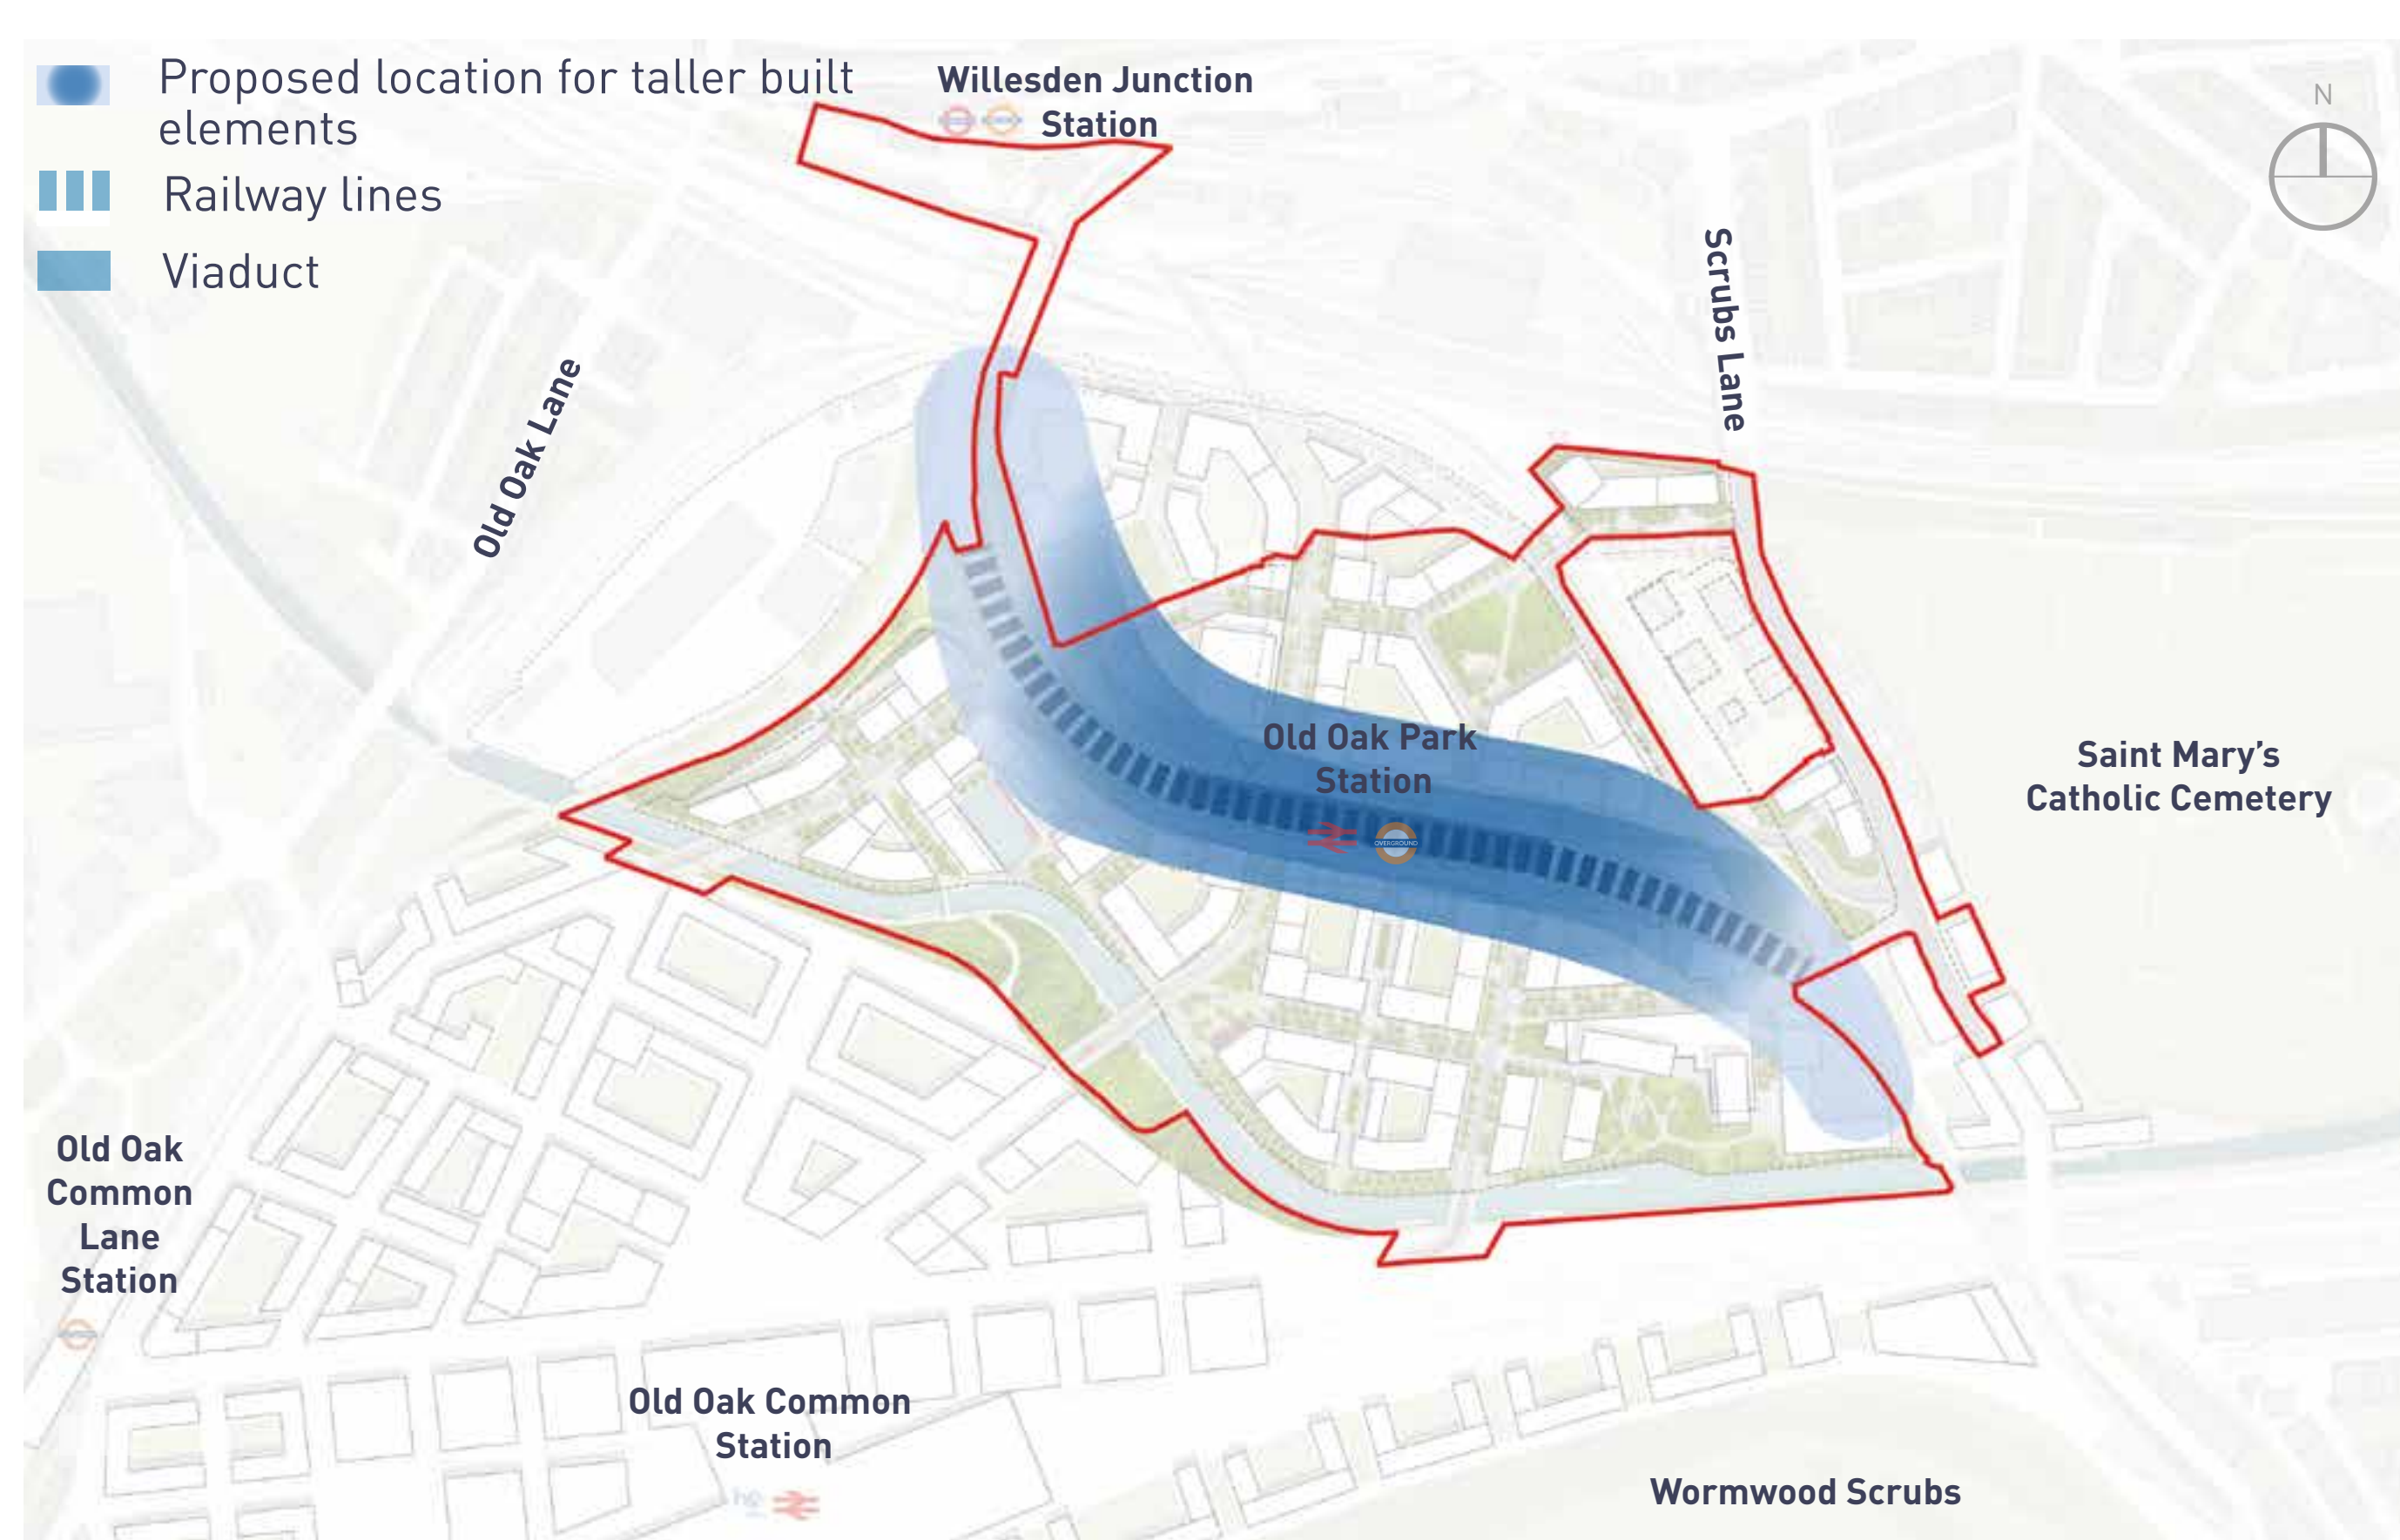 Proposed location for taller built
elements
Railway lines
Viaduct
Willesden Junction
Station
N
Scrubs Lane
Old Oak Lane
Old Oak Park
Station
OVERGROUND
Saint Mary's
Catholic Cemetery
Old Oak
Common
Lane
Station
Old Oak Common
Station
Wormwood Scrubs